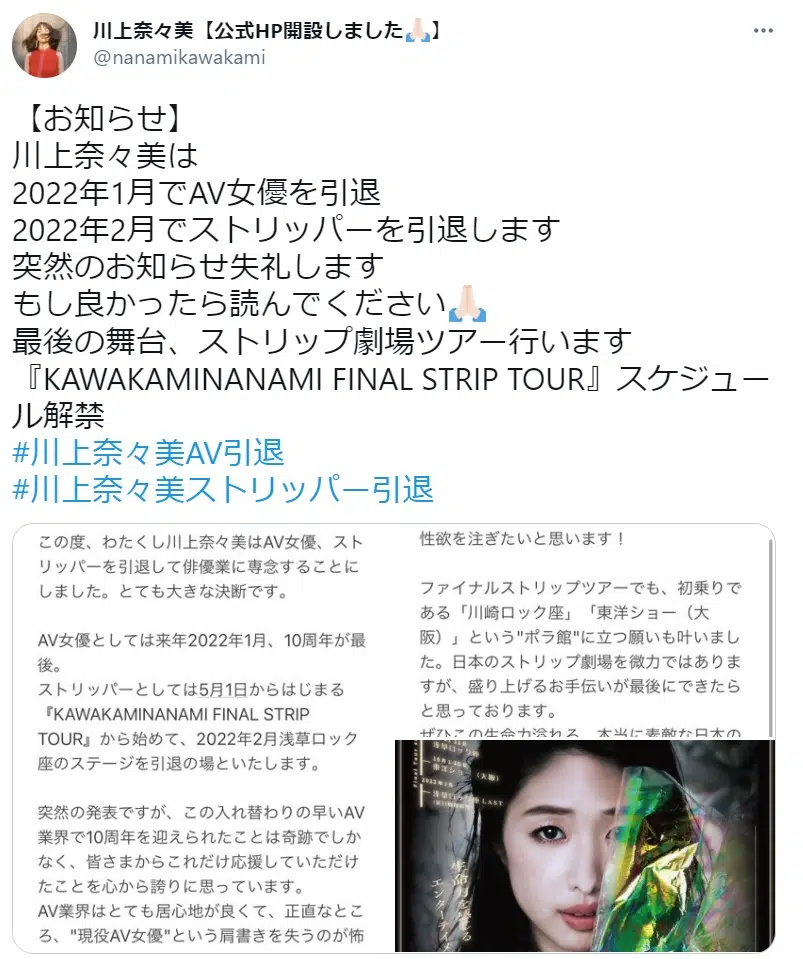 川上奈々美【公式HP開設しました🙏🏻】
@nanamikawakami
【お知らせ】
川上奈々美は
2022年1月でAV女優を引退
2022年2月でストリッパーを引退します
突然のお知らせ失礼します
もし良かったら読んでください🙏🏻
最後の舞台、ストリップ劇場ツアー行います
『KAWAKAMINANAMI FINAL STRIP TOUR』スケジュー
ル解禁
#川上奈々美AV引退
#川上奈々美ストリッパー引退
この度、わたくし川上奈々美はAV女優、スト
リッパーを引退して俳優業に専念することに
しました。とても大きな決断です。
AV女優としては来年2022年1月、10周年が最
後。
ストリッパーとしては5月1日からはじまる
『KAWAKAMINANAMI FINAL STRIP
TOUR』から始めて、2022年2月浅草ロック
座のステージを引退の場といたします。
突然の発表ですが、この入れ替わりの早いAV
業界で10周年を迎えられたことは奇跡でしか
なく、皆さまからこれだけ応援していただけ
たことを心から誇りに思っています。
AV業界はとても居心地が良くて、正直なとこ
ろ、"現役AV女優"という肩書きを失うのが怖
性欲を注ぎたいと思います！
ファイナルストリップツアーでも、初乗りで
ある「川崎ロック座」「東洋ショー（大
阪）」という"ポラ館"に立つ願いも叶いまし
た。日本のストリップ劇場を微力ではありま
すが、盛り上げるお手伝いが最後にできたら
と思っております。
ぜひこの生命力溢れる、本当に素敵な日本の
（大阪）
LAST
エンターテイ